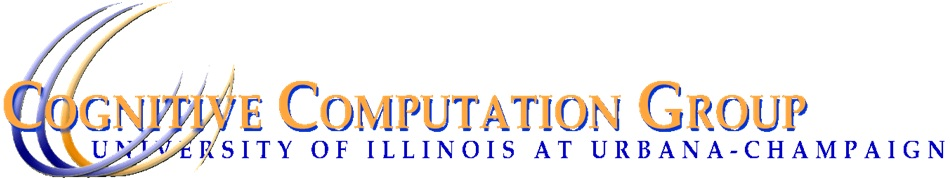 COGNITIVE COMPUTATION GROUP
UNIVERSITY OF ILLINOIS AT URBANA-CHAMPAIGN